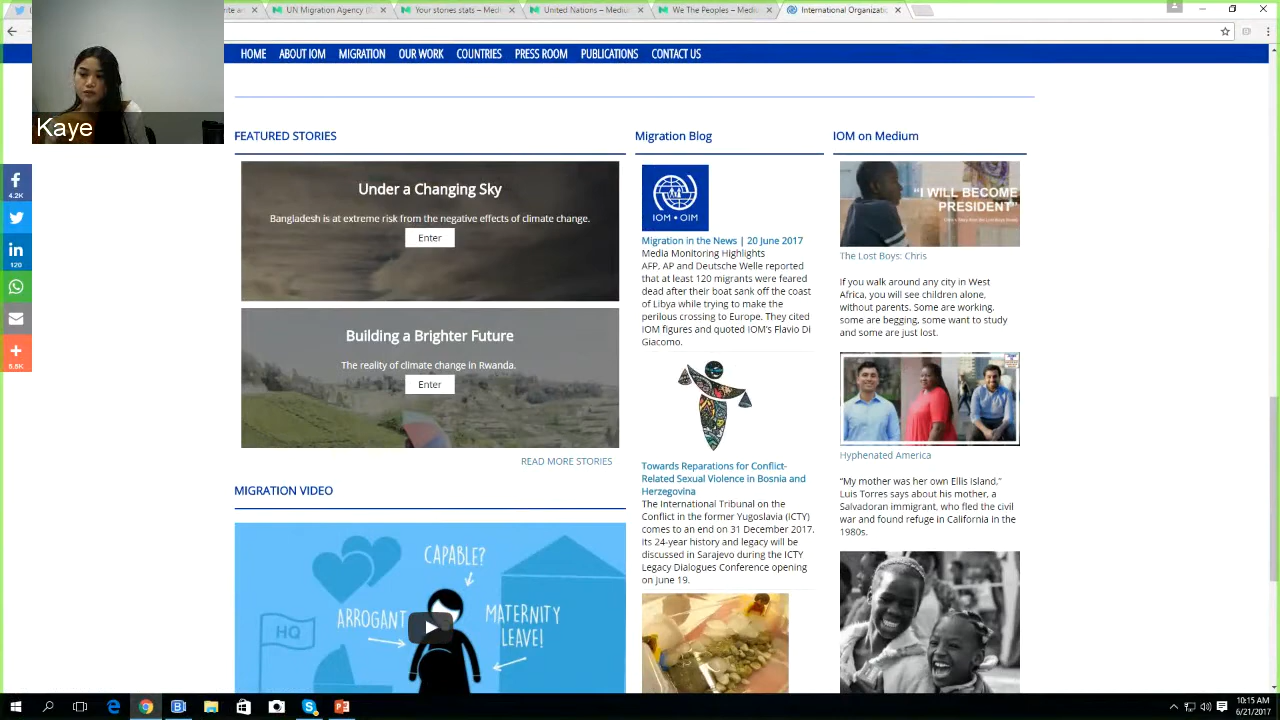 UN Migration Agency (I
Your stories stats – Med
United Nations – Medium
We The Peoples – Mediu
International Organizati
HOME ABOUT IOM MIGRATION OUR WORK COUNTRIES PRESS ROOM PUBLICATIONS CONTACT US
Kaye
4.2K
120
5.5K
FEATURED STORIES
Under a Changing Sky
Bangladesh is at extreme risk from the negative effects of climate change.
Enter
Building a Brighter Future
The reality of climate change in Rwanda.
Enter
READ MORE STORIES
MIGRATION VIDEO
CAPABLE?
ARROGANT
MATERNITY
LEAVE!
HQ
Migration Blog
IOM • OIM
Migration in the News | 20 June 2017
Media Monitoring Highlights
AFP, AP and Deutsche Welle reported
that at least 120 migrants were feared
dead after their boat sank off the coast
of Libya while trying to make the
perilous crossing to Europe. They cited
IOM figures and quoted IOM's Flavio Di
Giacomo.
Towards Reparations for Conflict-
Related Sexual Violence in Bosnia and
Herzegovina
The International Tribunal on the
Conflict in the former Yugoslavia (ICTY)
comes to an end on 31 December 2017.
Its 24-year history and legacy will be
discussed in Sarajevo during the ICTY
Legacy Dialogues Conference opening
on June 19.
IOM on Medium
“I WILL BECOME
PRESIDENT”
The Lost Boys: Chris
If you walk around any city in West
Africa, you will see children alone,
without parents. Some are working,
some are begging, some want to study
and some are just lost.
Hyphenated America
“My mother was her own Ellis Island,”
Luis Torres says about his mother, a
Salvadoran immigrant, who fled the civil
war and found refuge in California in the
1980s.
10:15 AM
6/21/2017